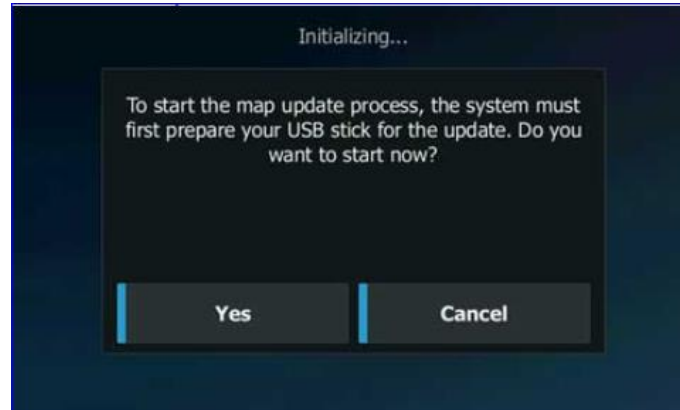 Initializing...
To start the map update process, the system must
first prepare your USB stick for the update. Do you
want to start now?
Yes
Cancel